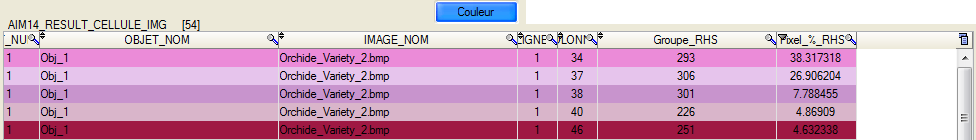 Couleur
AIM14_RESULT_CELLULE_IMG [54]
_NU OBJET_NOM IMAGE_NOM IGNE LONN Groupe_RHS Pixel_%_RHS
1 Obj_1 Orchide_Variety_2.bmp 1 34 293 38.317318
1 Obj_1 Orchide_Variety_2.bmp 1 37 306 26.906204
1 Obj_1 Orchide_Variety_2.bmp 1 38 301 7.788455
1 Obj_1 Orchide_Variety_2.bmp 1 40 226 4.86909
1 Obj_1 Orchide_Variety_2.bmp 1 46 251 4.632338